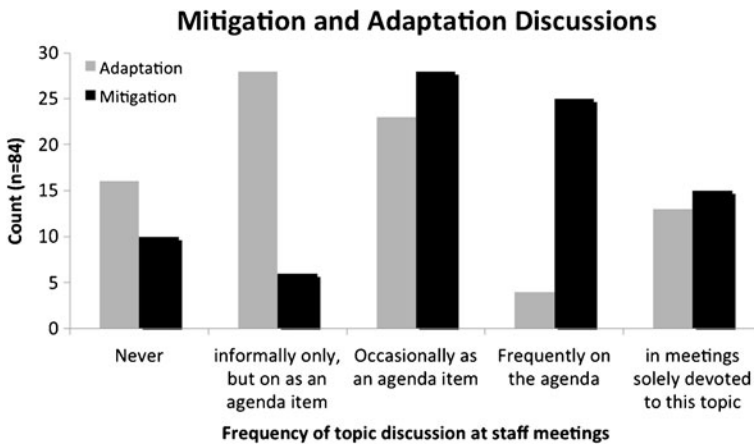 Mitigation and Adaptation Discussions
30
25
20
15
10
5
0
Count (n=84)
Adaptation
Mitigation
Never
informally only,
but on as an
agenda item
Occasionally as
an agenda item
Frequently on
the agenda
in meetings
solely devoted
to this topic
Frequency of topic discussion at staff meetings